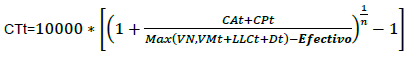 CTt=10000 * [(1 + (CAt+CPt)/(Max(VN,VMt+LLCt+Dt)−Efectivo))^(1/n) − 1]